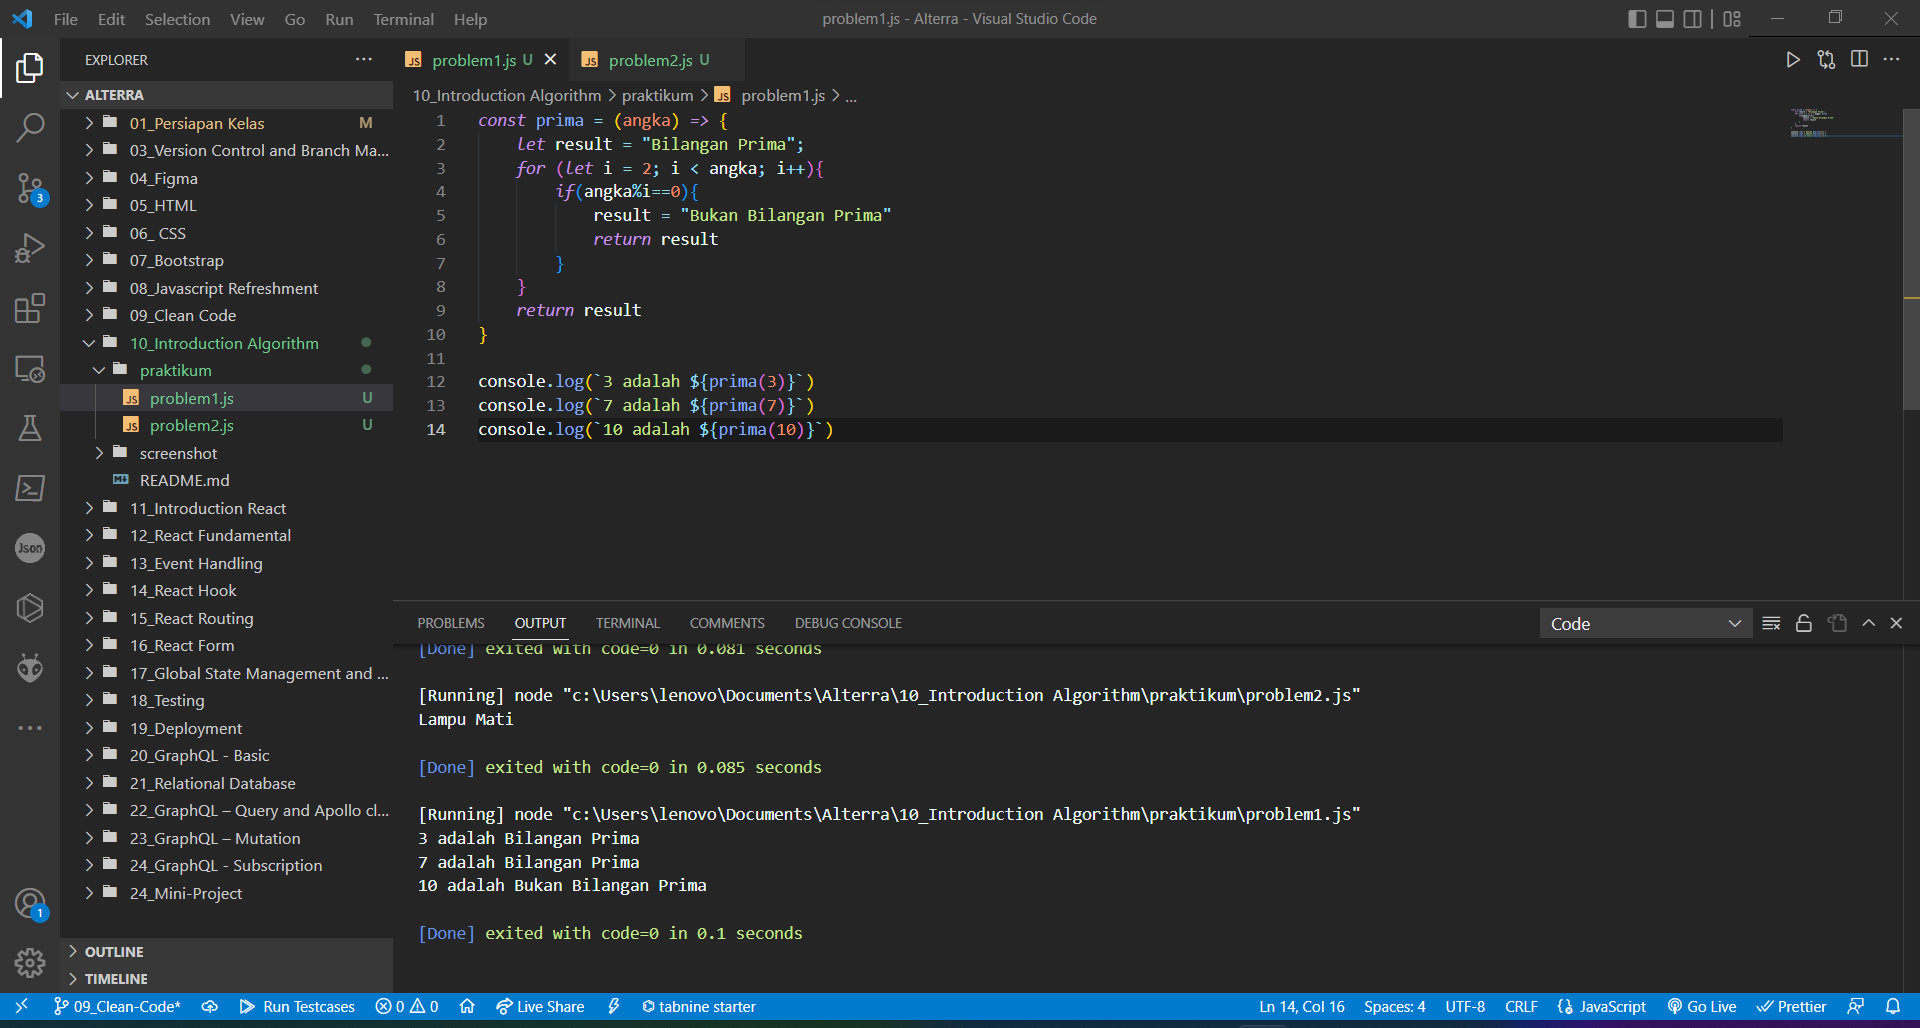 File Edit Selection View Go Run Terminal Help
problem1.js - Alterra - Visual Studio Code
EXPLORER
ALTERRA
01_Persiapan Kelas M
03_Version Control and Branch Ma...
04_Figma
05_HTML
06_ CSS
07_Bootstrap
08_Javascript Refreshment
09_Clean Code
10_Introduction Algorithm
praktikum
JS problem1.js U
JS problem2.js U
screenshot
README.md
11_Introduction React
12_React Fundamental
13_Event Handling
14_React Hook
15_React Routing
16_React Form
17_Global State Management and ...
18_Testing
19_Deployment
20_GraphQL - Basic
21_Relational Database
22_GraphQL – Query and Apollo cl...
23_GraphQL – Mutation
24_GraphQL - Subscription
24_Mini-Project
OUTLINE
TIMELINE
3
Json
1
JS problem1.js U
JS problem2.js U
10_Introduction Algorithm > praktikum > JS problem1.js > ...
1 const prima = (angka) => {
2 let result = "Bilangan Prima";
3 for (let i = 2; i < angka; i++){
4 if(angka%i==0){
5 result = "Bukan Bilangan Prima"
6 return result
7 }
8 }
9 return result
10 }
11
12 console.log(`3 adalah ${prima(3)}`)
13 console.log(`7 adalah ${prima(7)}`)
14 console.log(`10 adalah ${prima(10)}`)
PROBLEMS OUTPUT TERMINAL COMMENTS DEBUG CONSOLE
Code
[Done] exited with code=0 in 0.081 seconds
[Running] node "c:\Users\lenovo\Documents\Alterra\10_Introduction Algorithm\praktikum\problem2.js"
Lampu Mati
[Done] exited with code=0 in 0.085 seconds
[Running] node "c:\Users\lenovo\Documents\Alterra\10_Introduction Algorithm\praktikum\problem1.js"
3 adalah Bilangan Prima
7 adalah Bilangan Prima
10 adalah Bukan Bilangan Prima
[Done] exited with code=0 in 0.1 seconds
09_Clean-Code* Run Testcases 0 0 Live Share tabnine starter
Ln 14, Col 16 Spaces: 4 UTF-8 CRLF JavaScript Go Live Prettier